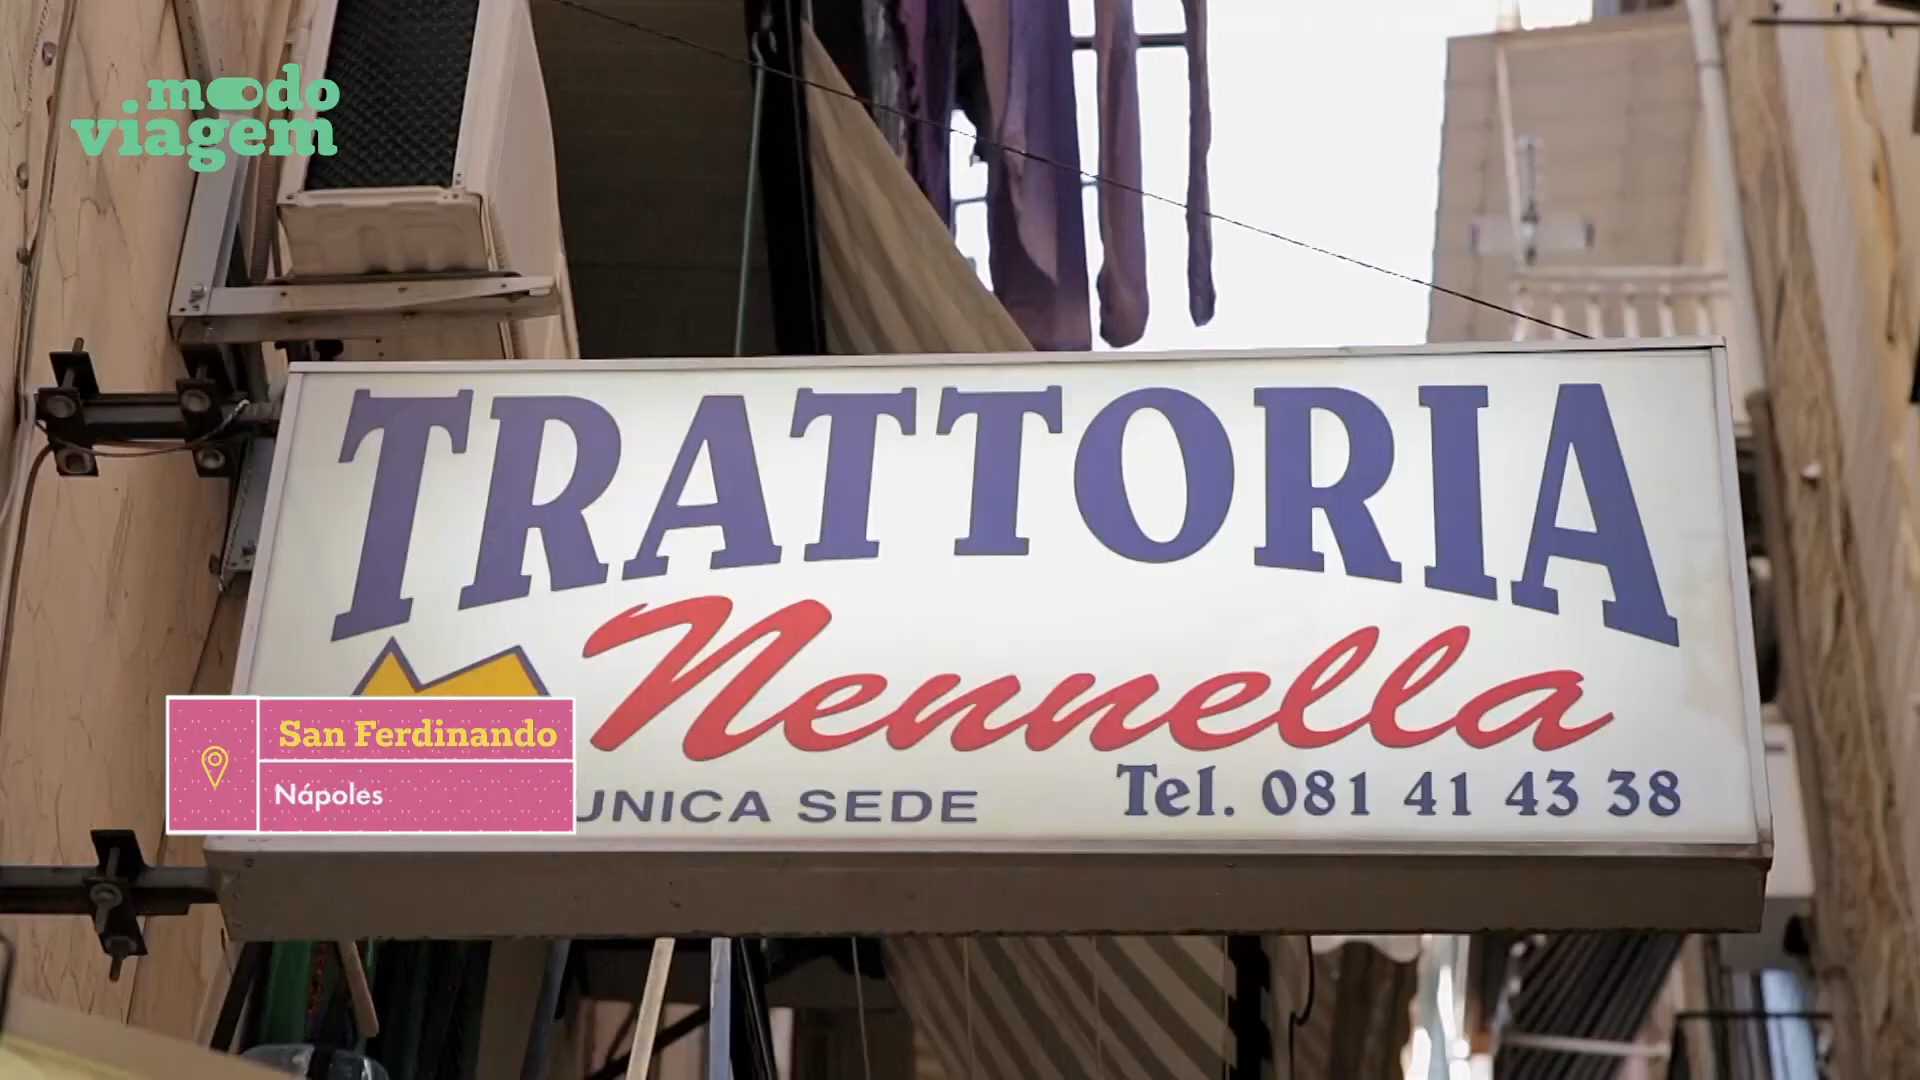 modo
viagem
TRATTORIA
Nennella
San Ferdinando
Nápoles
UNICA SEDE
Tel. 081 41 43 38